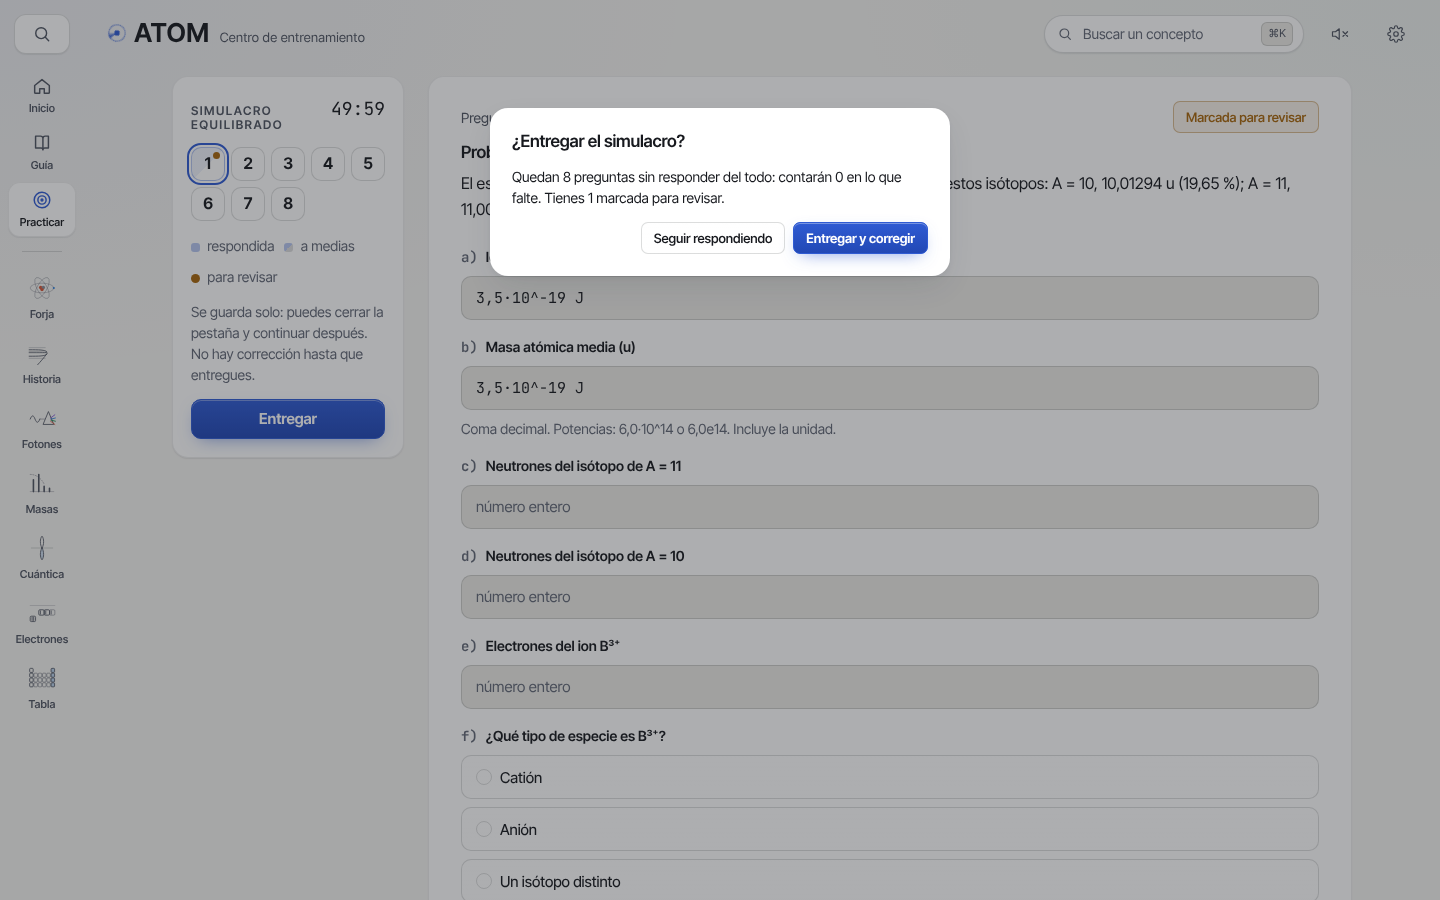 ATOM
Centro de entrenamiento
Buscar un concepto
⌘K
Inicio
Guía
Practicar
Forja
Historia
Fotones
Masas
Cuántica
Electrones
Tabla
SIMULACRO
EQUILIBRADO
49:59
1
2
3
4
5
6
7
8
respondida
a medias
para revisar
Se guarda solo: puedes cerrar la
pestaña y continuar después.
No hay corrección hasta que
entregues.
Entregar
Marcada para revisar
¿Entregar el simulacro?
Quedan 8 preguntas sin responder del todo: contarán 0 en lo que
falte. Tienes 1 marcada para revisar.
Seguir respondiendo
Entregar y corregir
El es
isótopos: A = 10, 10,01294 u (19,65 %); A = 11,
a)
3,5·10^-19 J
b) Masa atómica media (u)
3,5·10^-19 J
Coma decimal. Potencias: 6,0·10^14 o 6,0e14. Incluye la unidad.
c) Neutrones del isótopo de A = 11
número entero
d) Neutrones del isótopo de A = 10
número entero
e) Electrones del ion B³⁺
número entero
f) ¿Qué tipo de especie es B³⁺?
Catión
Anión
Un isótopo distinto